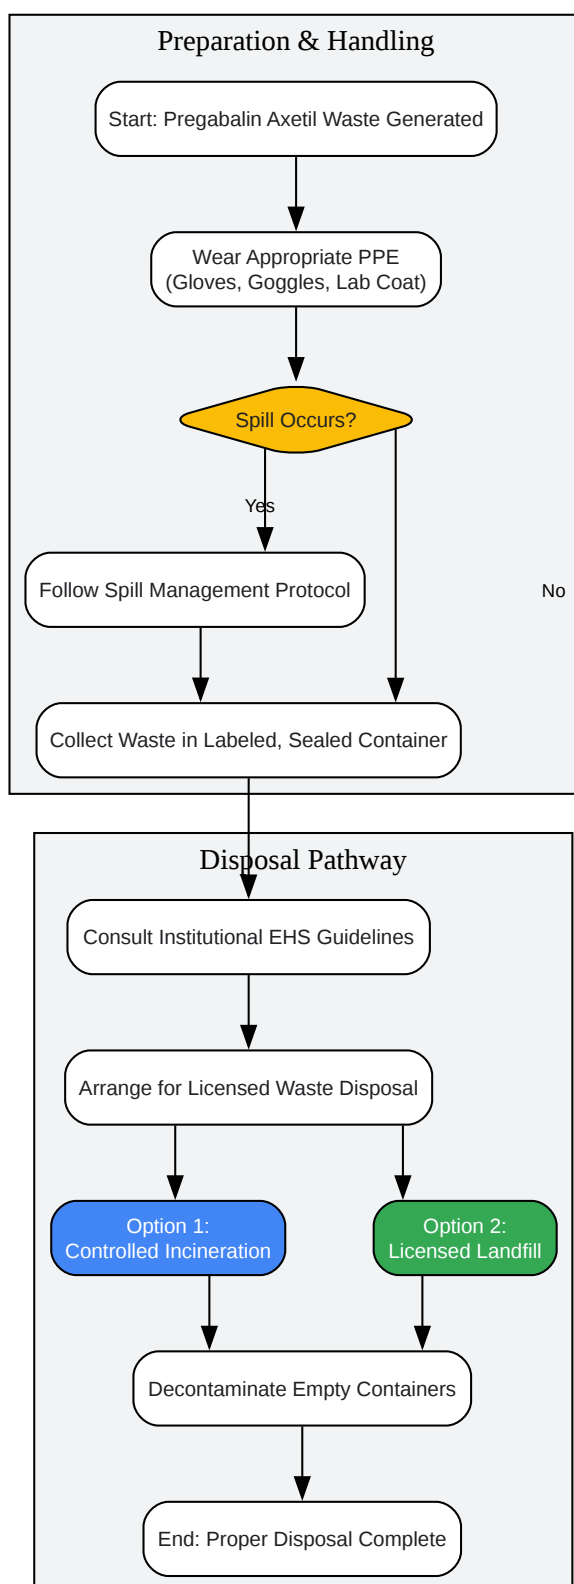 Preparation & Handling
Start: Pregabalin Axetil Waste Generated
Wear Appropriate PPE
(Gloves, Goggles, Lab Coat)
Spill Occurs?
Yes
Follow Spill Management Protocol
No
Collect Waste in Labeled, Sealed Container
Disposal Pathway
Consult Institutional EHS Guidelines
Arrange for Licensed Waste Disposal
Option 1:
Controlled Incineration
Option 2:
Licensed Landfill
Decontaminate Empty Containers
End: Proper Disposal Complete